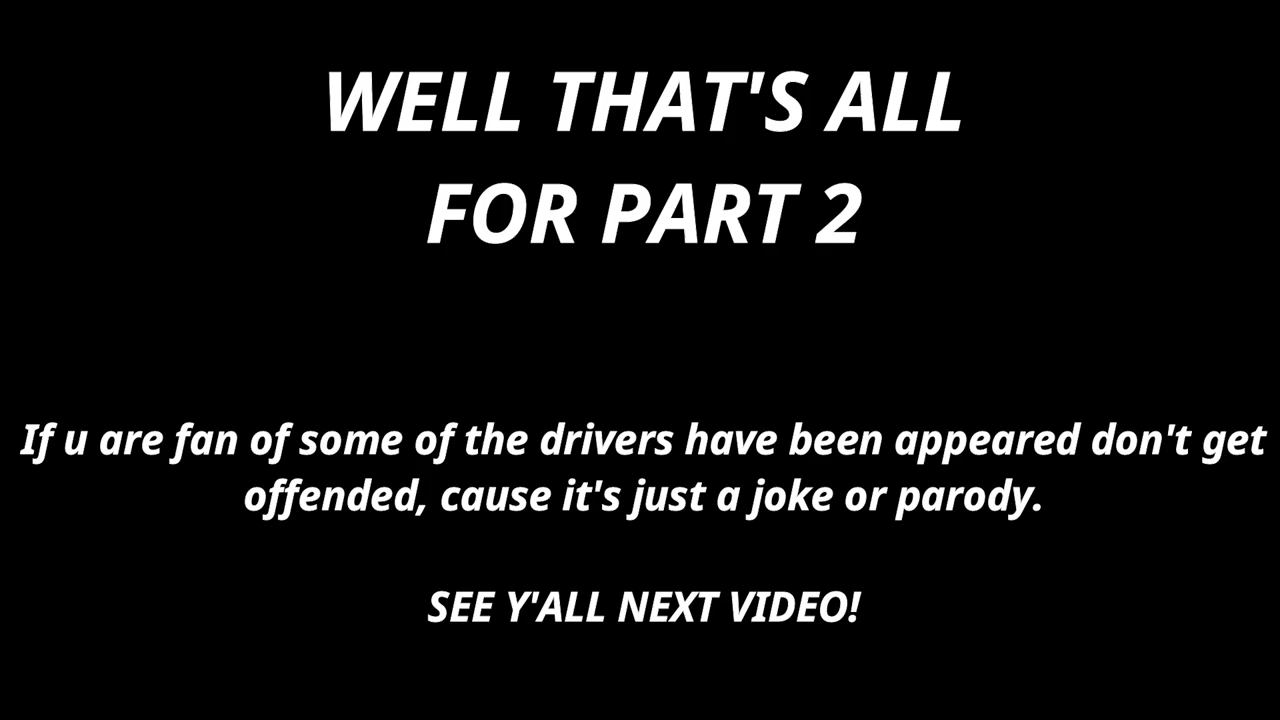 WELL THAT'S ALL
FOR PART 2
If u are fan of some of the drivers have been appeared don't get
offended, cause it's just a joke or parody.
SEE Y'ALL NEXT VIDEO!